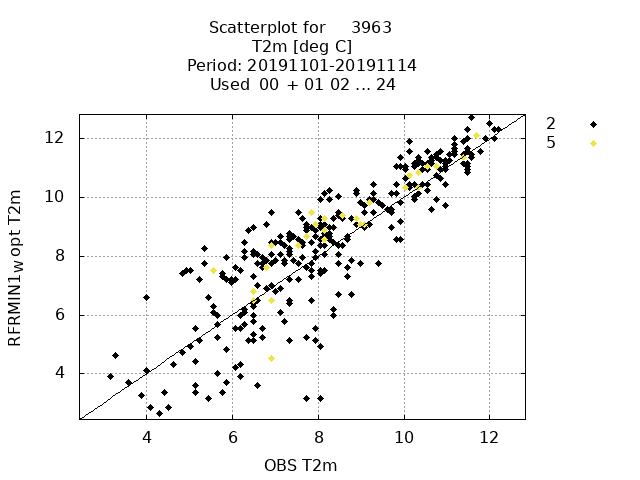 Scatterplot for 3963
T2m [deg C]
Period: 20191101-20191114
Used 00 + 01 02 ... 24
2
5
12
10
8
6
4
RFRMIN1_W opt T2m
4 6 8 10 12
OBS T2m